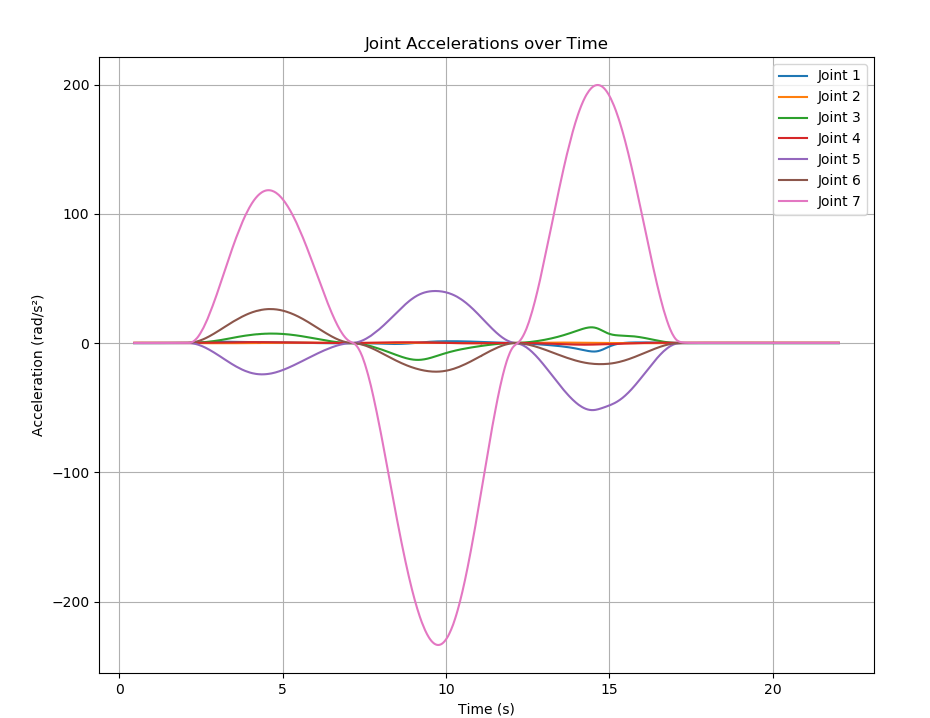 Joint Accelerations over Time
Joint 1
Joint 2
Joint 3
Joint 4
Joint 5
Joint 6
Joint 7
200
100
0
−100
−200
Acceleration (rad/s²)
0 5 10 15 20
Time (s)